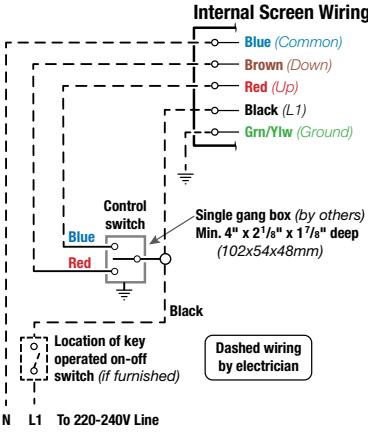 Internal Screen Wiring
Blue (Common)
Brown (Down)
Red (Up)
Black (L1)
Grn/Ylw (Ground)
Control
switch
Single gang box (by others)
Min. 4" x 2 1/8" x 1 7/8" deep
(102x54x48mm)
Blue
Red
Black
Location of key
operated on-off
switch (if furnished)
Dashed wiring
by electrician
N L1 To 220-240V Line